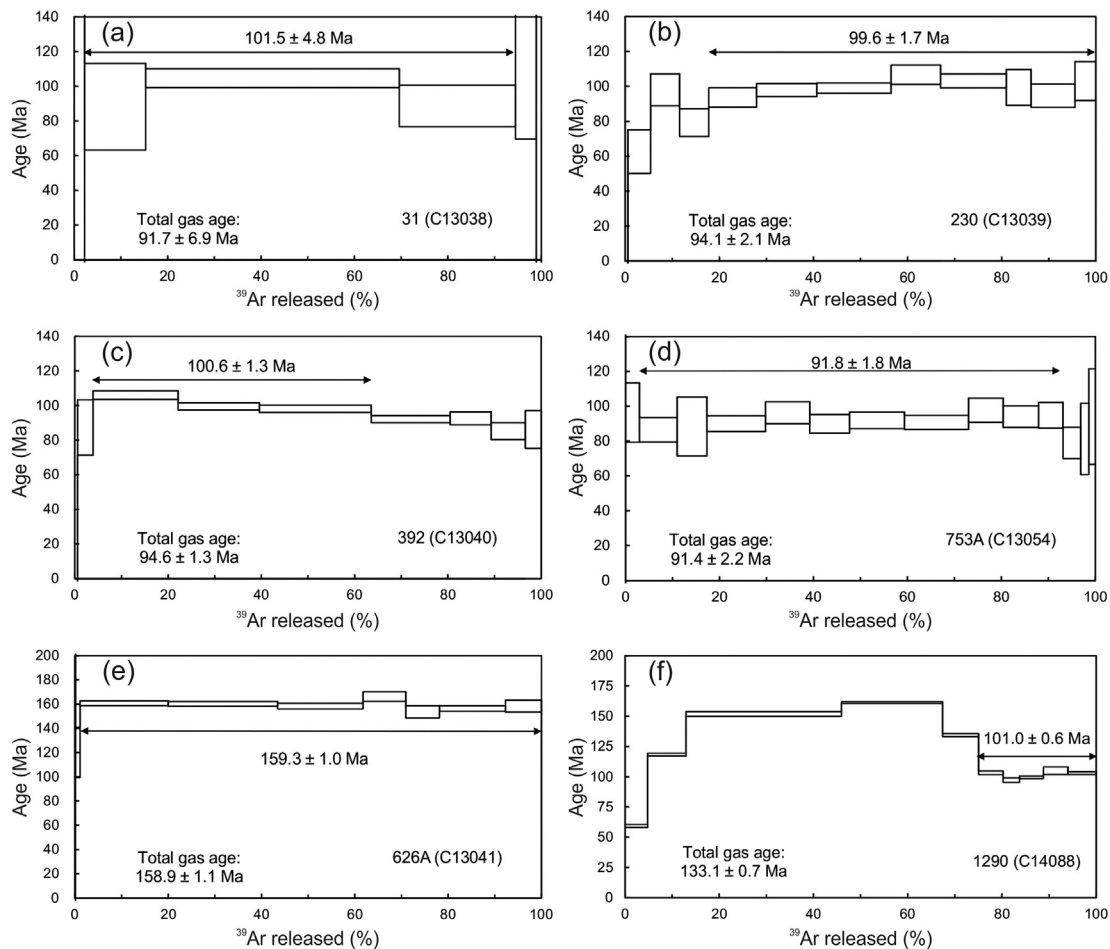 (a)
101.5 ± 4.8 Ma
Age (Ma)
140
120
100
80
60
40
20
0
Total gas age:
91.7 ± 6.9 Ma
31 (C13038)
0 20 40 60 80 100
³⁹Ar released (%)
(b)
99.6 ± 1.7 Ma
Age (Ma)
140
120
100
80
60
40
20
0
Total gas age:
94.1 ± 2.1 Ma
230 (C13039)
0 20 40 60 80 100
³⁹Ar released (%)
(c)
100.6 ± 1.3 Ma
Age (Ma)
140
120
100
80
60
40
20
0
Total gas age:
94.6 ± 1.3 Ma
392 (C13040)
0 20 40 60 80 100
³⁹Ar released (%)
(d)
91.8 ± 1.8 Ma
Age (Ma)
140
120
100
80
60
40
20
0
Total gas age:
91.4 ± 2.2 Ma
753A (C13054)
0 20 40 60 80 100
³⁹Ar released (%)
(e)
159.3 ± 1.0 Ma
Age (Ma)
200
180
160
140
120
100
80
60
40
20
0
Total gas age:
158.9 ± 1.1 Ma
626A (C13041)
0 20 40 60 80 100
³⁹Ar released (%)
(f)
101.0 ± 0.6 Ma
Age (Ma)
200
175
150
125
100
75
50
25
0
Total gas age:
133.1 ± 0.7 Ma
1290 (C14088)
0 20 40 60 80 100
³⁹Ar released (%)